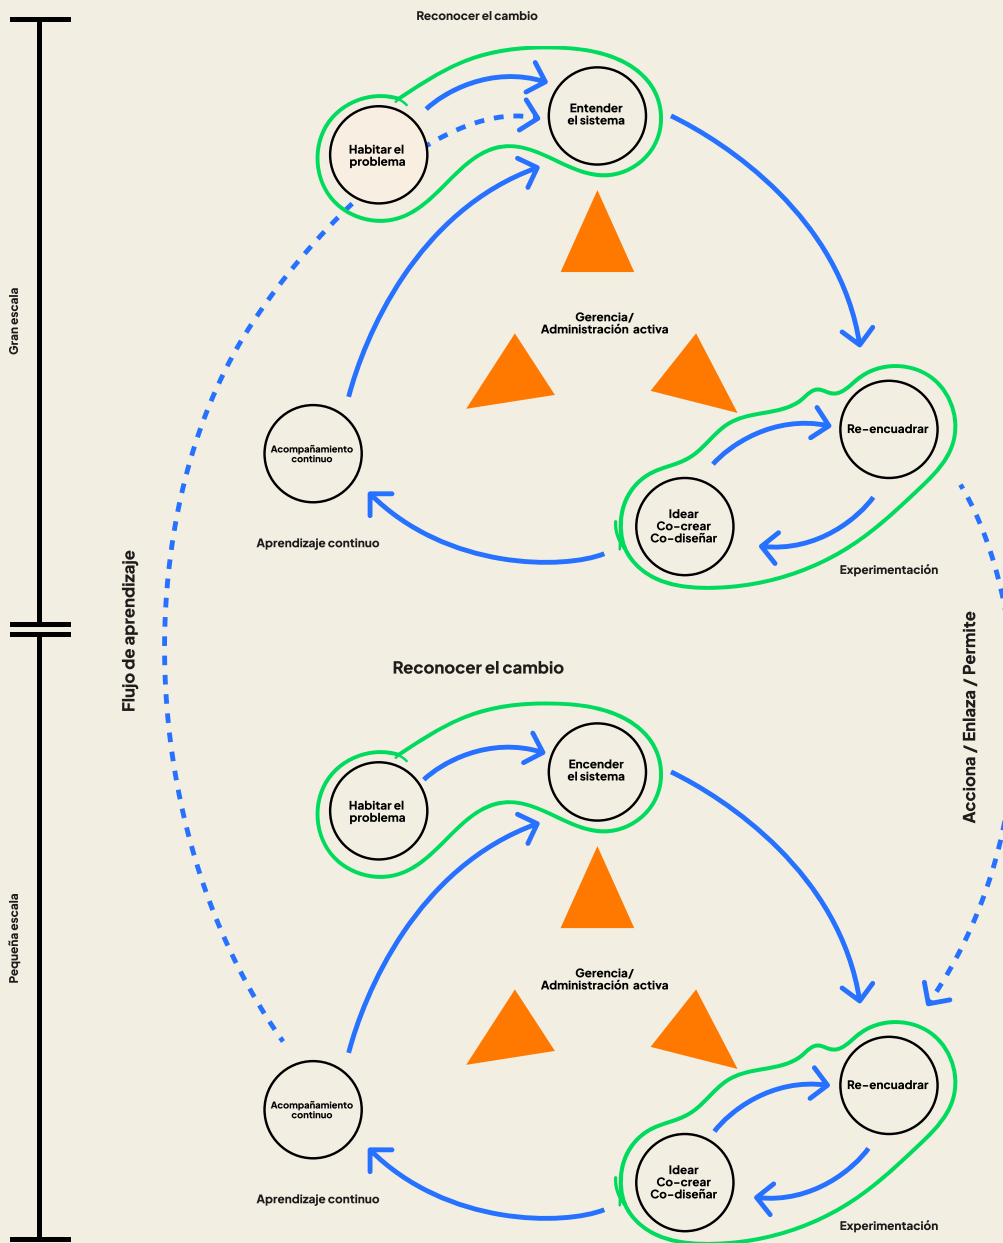 Reconocer el cambio
Habitar el
problema
Entender
el sistema
Gran escala
Gerencia/
Administración activa
Re-encuadrar
Acompañamiento
continuo
Idear
Co-crear
Co-diseñar
Aprendizaje continuo
Experimentación
Flujo de aprendizaje
Acciona / Enlaza / Permite
Reconocer el cambio
Habitar el
problema
Encender
el sistema
Pequeña escala
Gerencia/
Administración activa
Re-encuadrar
Acompañamiento
continuo
Idear
Co-crear
Co-diseñar
Aprendizaje continuo
Experimentación